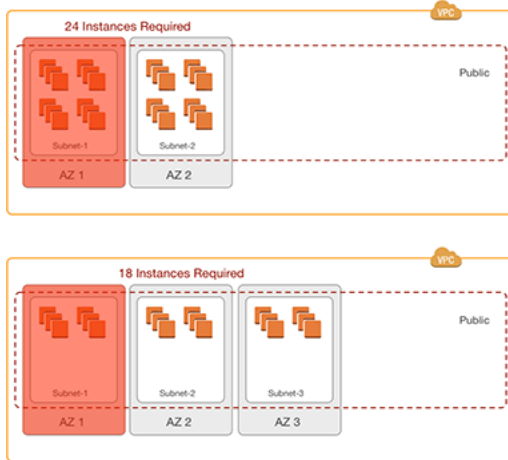 VPC
24 Instances Required
Public
Subnet-1
Subnet-2
AZ 1
AZ 2
VPC
18 Instances Required
Public
Subnet-1
Subnet-2
Subnet-3
AZ 1
AZ 2
AZ 3